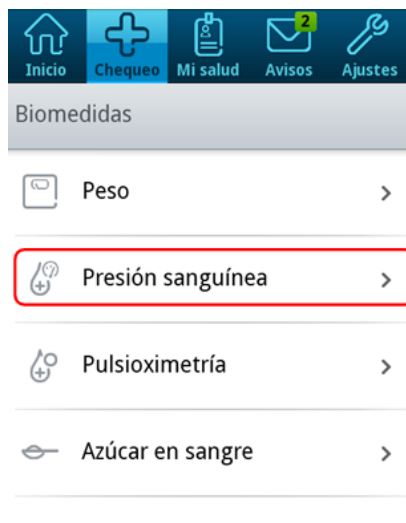 2
Inicio Chequeo Mi salud Avisos Ajustes
Biomedidas
Peso
Presión sanguínea
Pulsioximetría
Azúcar en sangre